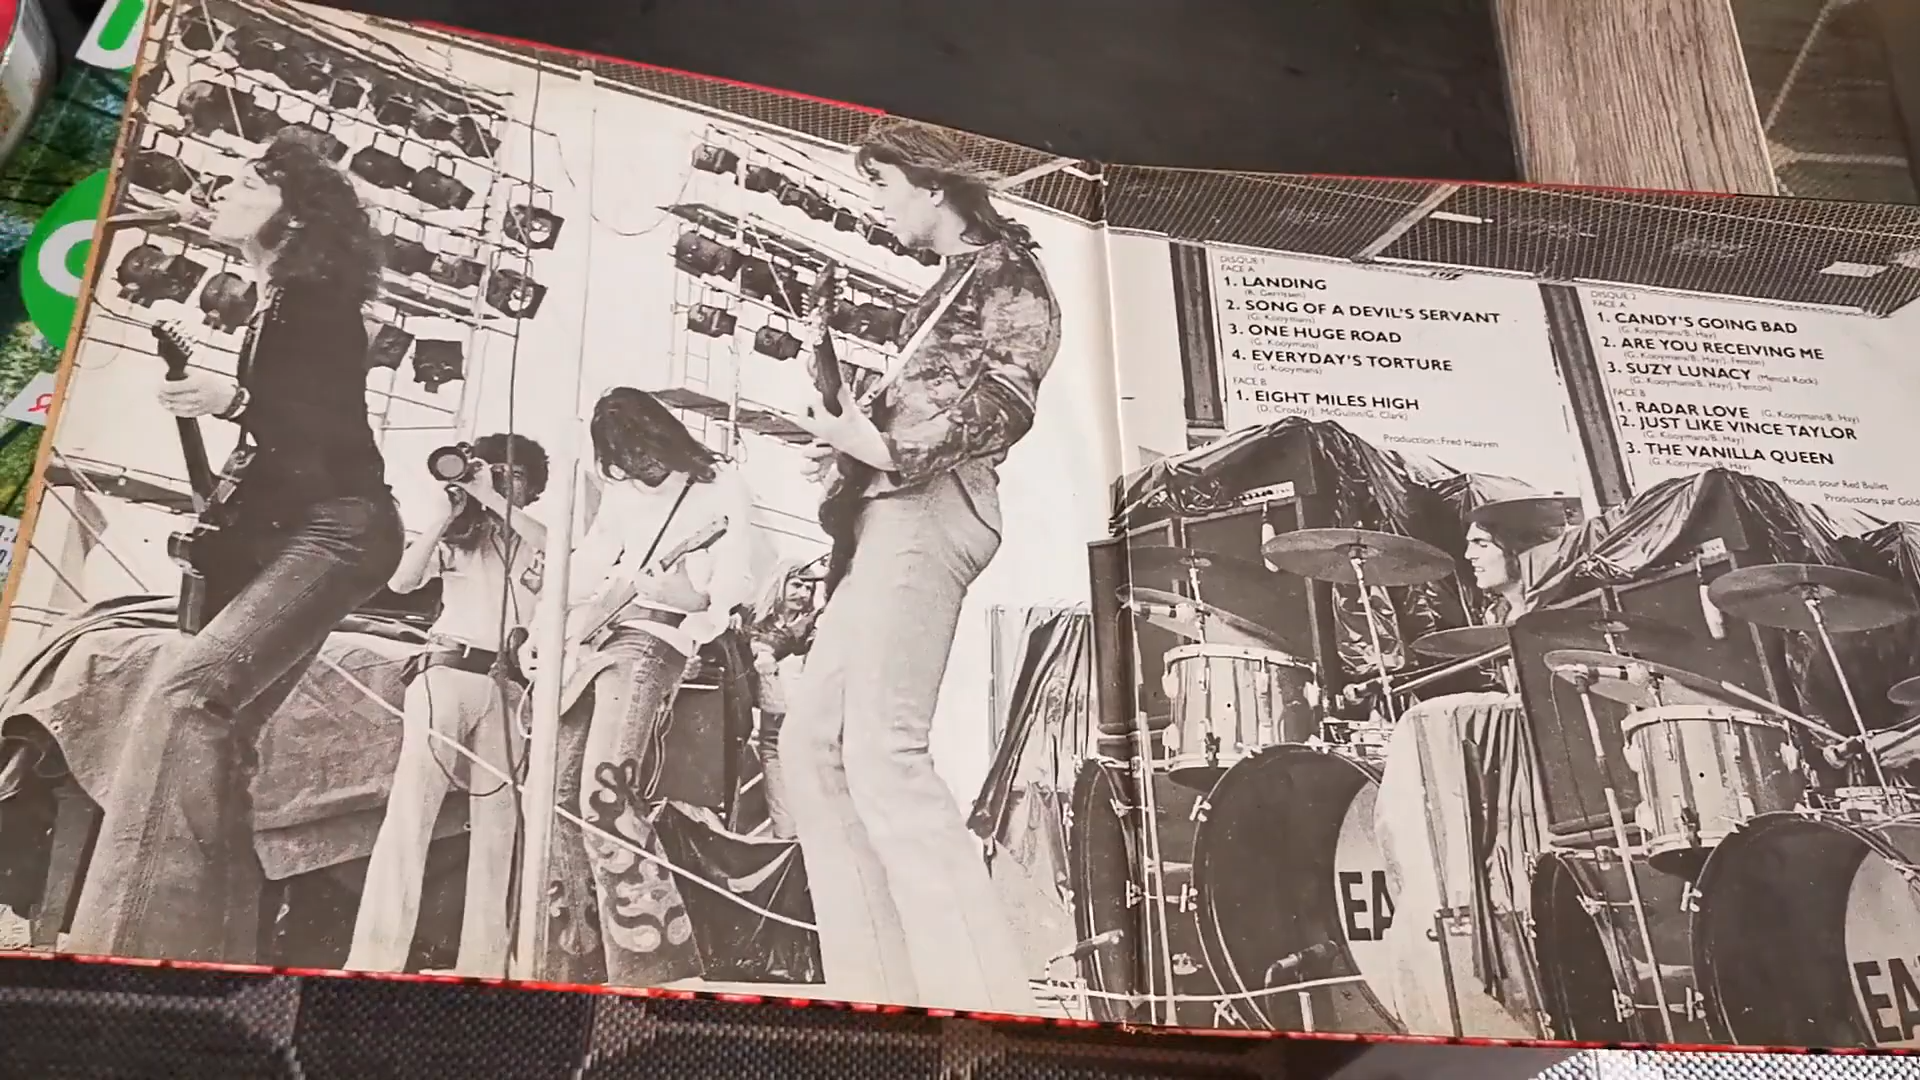 DISQUE 1
FACE A
1. LANDING
(R. Gerritsen)
2. SONG OF A DEVIL'S SERVANT
(G. Kooymans)
3. ONE HUGE ROAD
(G. Kooymans)
4. EVERYDAY'S TORTURE
(G. Kooymans)
FACE B
1. EIGHT MILES HIGH
(D. Crosby/J. McGuinn/G. Clark)
Production: Fred Haayen
DISQUE 2
FACE A
1. CANDY'S GOING BAD
(G. Kooymans/B. Hay)
2. ARE YOU RECEIVING ME
(G. Kooymans/B. Hay/J. Fenton)
3. SUZY LUNACY (Mental Rock)
(G. Kooymans/B. Hay/J. Fenton)
FACE B
1. RADAR LOVE (G. Kooymans/B. Hay)
2. JUST LIKE VINCE TAYLOR
(G. Kooymans/B. Hay)
3. THE VANILLA QUEEN
(G. Kooymans/B. Hay)
Produit pour Red Bullet
Productions par Gold
EA
EA